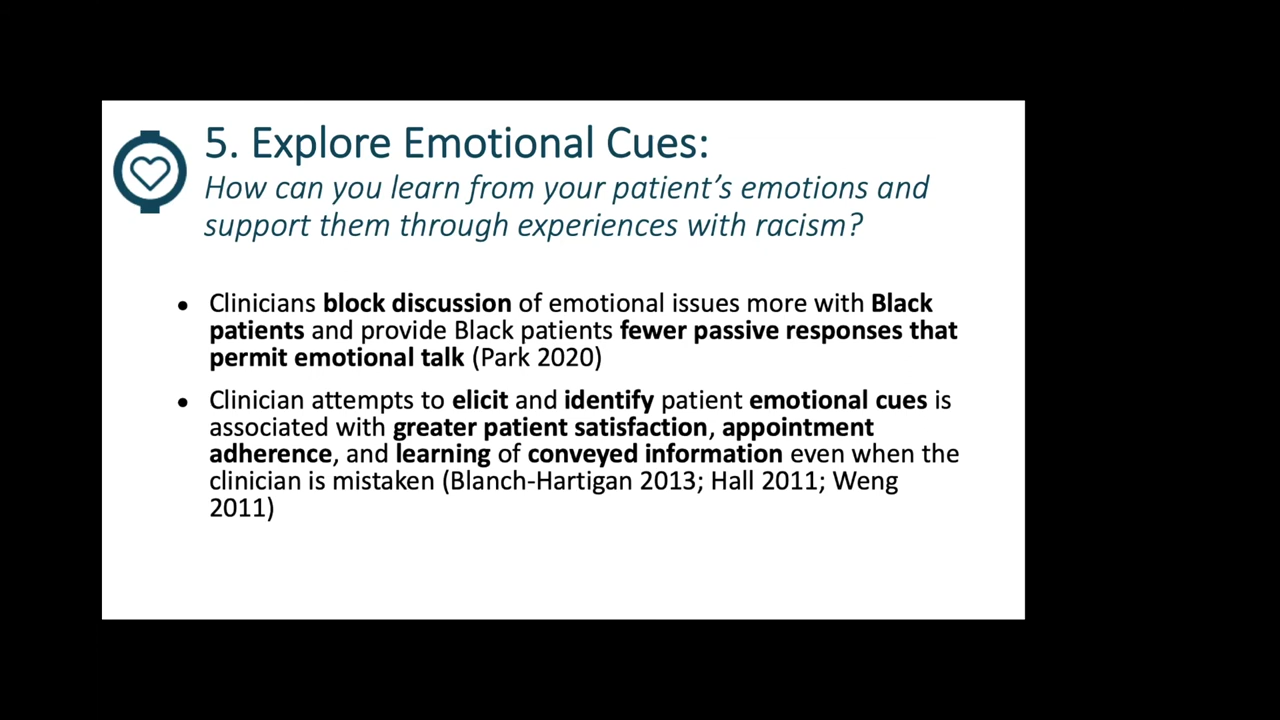 5. Explore Emotional Cues:
How can you learn from your patient’s emotions and
support them through experiences with racism?
• Clinicians block discussion of emotional issues more with Black
patients and provide Black patients fewer passive responses that
permit emotional talk (Park 2020)
• Clinician attempts to elicit and identify patient emotional cues is
associated with greater patient satisfaction, appointment
adherence, and learning of conveyed information even when the
clinician is mistaken (Blanch-Hartigan 2013; Hall 2011; Weng
2011)